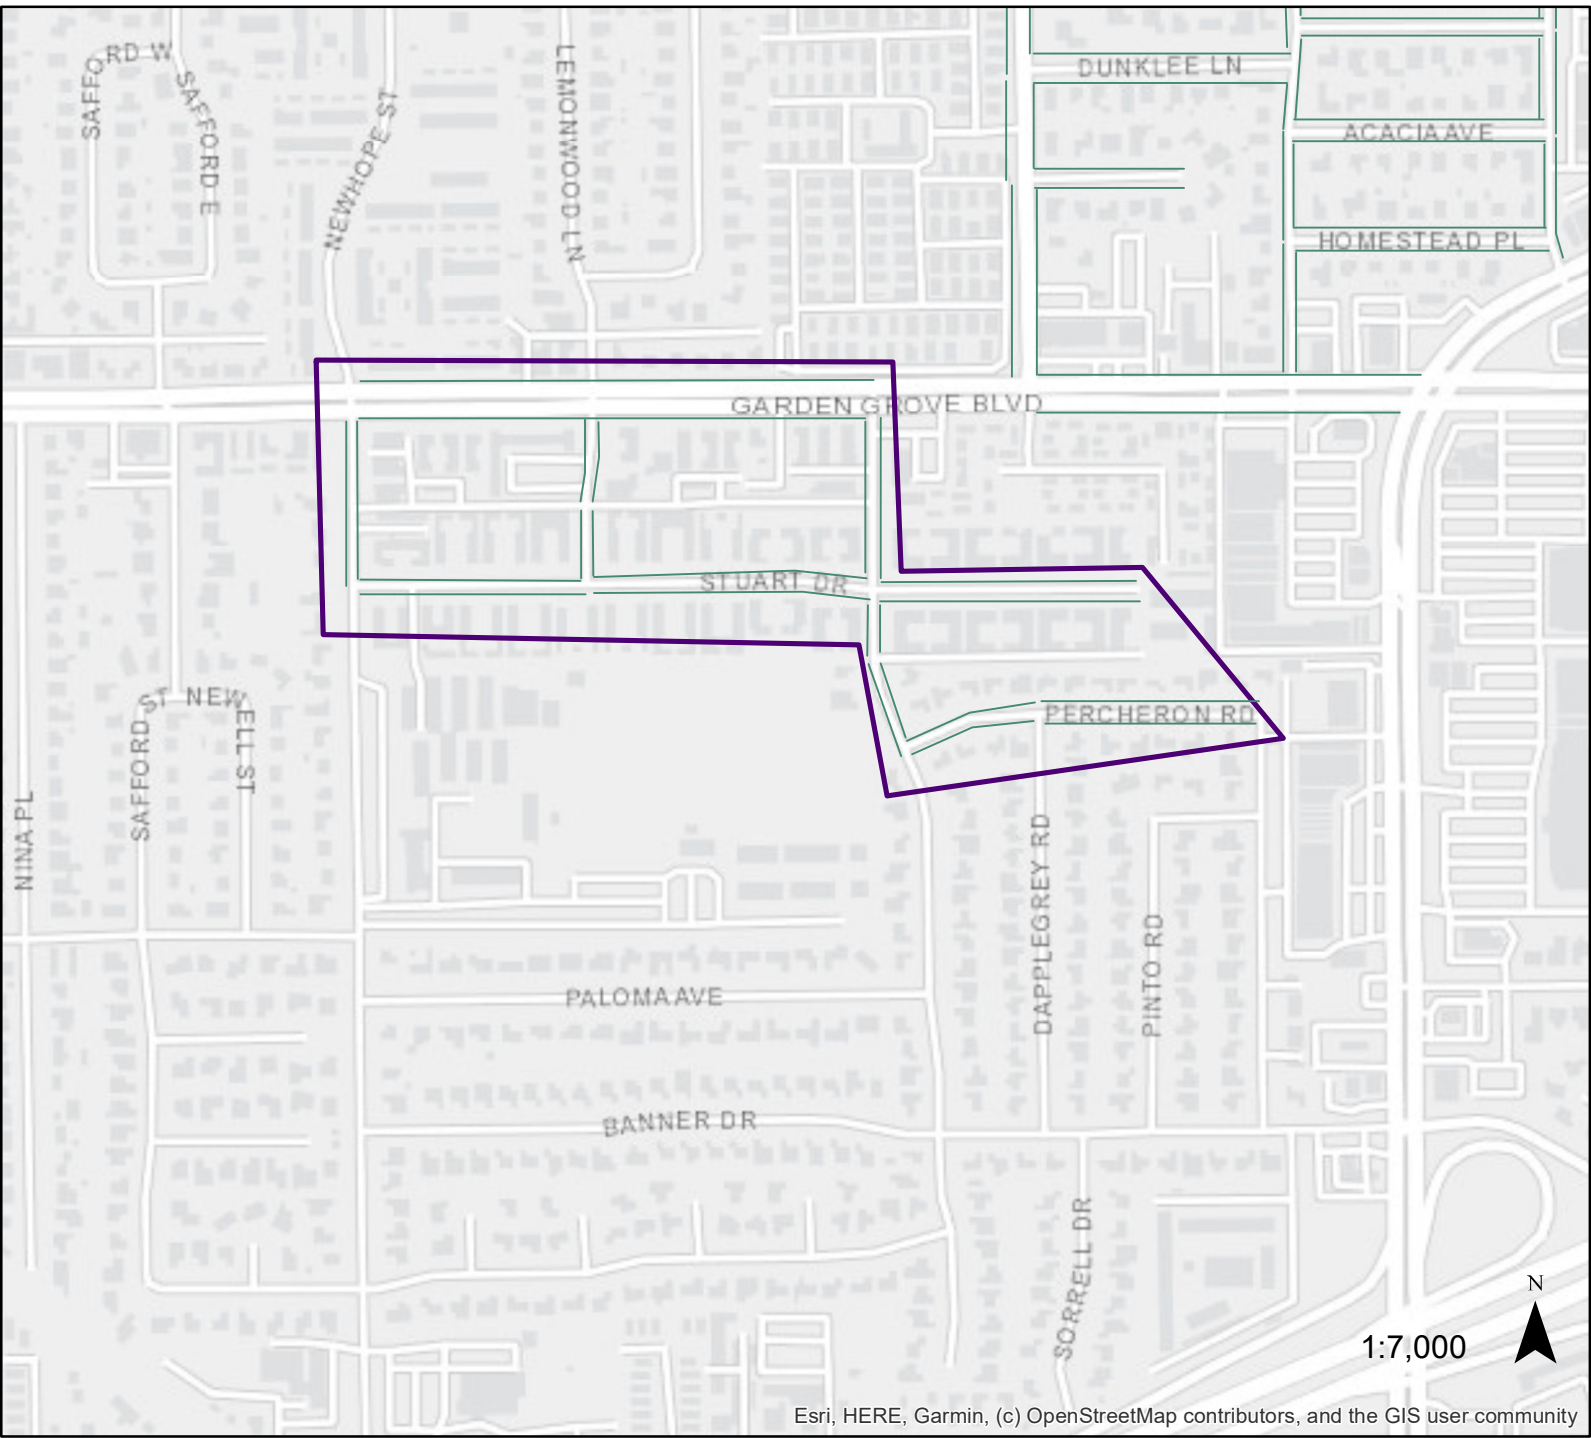 SAFFORD W
DUNKLEE LN
SAFFORD E
NEWHOPE ST
LEMONWOOD LN
ACACIA AVE
HOMESTEAD PL
GARDEN GROVE BLVD
STUART DR
SAFFORD ST
NEWELL ST
PERCHERON RD
NINA PL
DAPPLEGREY RD
PINTO RD
PALOMA AVE
BANNER DR
SORRELL DR
N
1:7,000
Esri, HERE, Garmin, (c) OpenStreetMap contributors, and the GIS user community